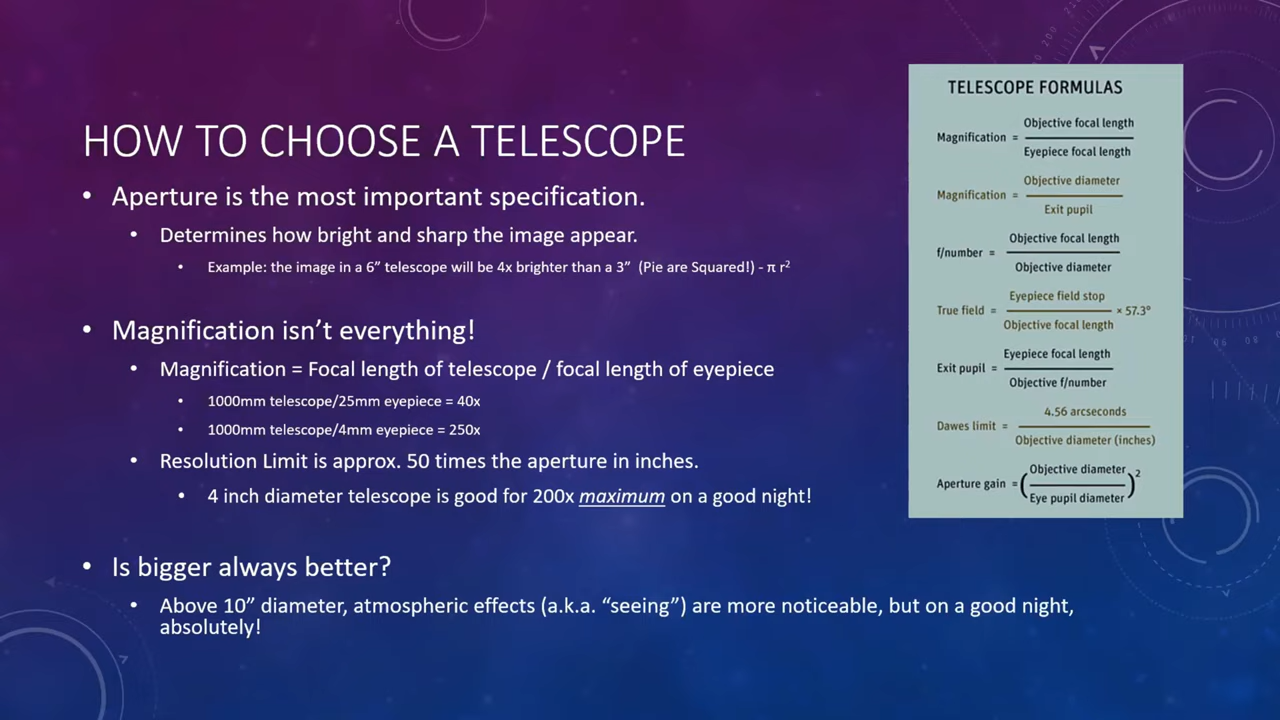 HOW TO CHOOSE A TELESCOPE
• Aperture is the most important specification.
• Determines how bright and sharp the image appear.
• Example: the image in a 6” telescope will be 4x brighter than a 3” (Pie are Squared!) - π r²
• Magnification isn’t everything!
• Magnification = Focal length of telescope / focal length of eyepiece
• 1000mm telescope/25mm eyepiece = 40x
• 1000mm telescope/4mm eyepiece = 250x
• Resolution Limit is approx. 50 times the aperture in inches.
• 4 inch diameter telescope is good for 200x maximum on a good night!
• Is bigger always better?
• Above 10” diameter, atmospheric effects (a.k.a. “seeing”) are more noticeable, but on a good night,
absolutely!
TELESCOPE FORMULAS
Objective focal length
Magnification =
Eyepiece focal length
Objective diameter
Magnification =
Exit pupil
Objective focal length
f/number =
Objective diameter
Eyepiece field stop
True field = × 57.3°
Objective focal length
Eyepiece focal length
Exit pupil =
Objective f/number
4.56 arcseconds
Dawes limit =
Objective diameter (inches)
Objective diameter
Aperture gain = ( )²
Eye pupil diameter